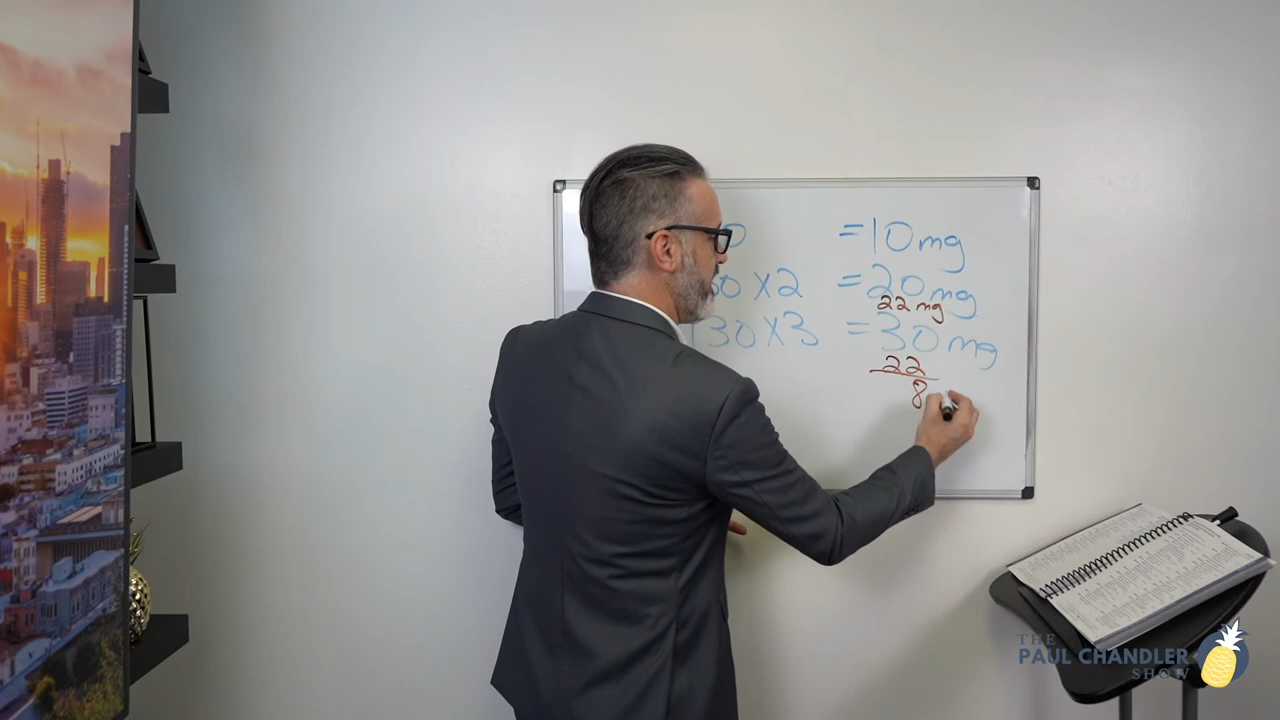 =10mg
X2 =20mg
22mg
30X3 =30mg
22
8
THE
PAUL CHANDLER
SHOW